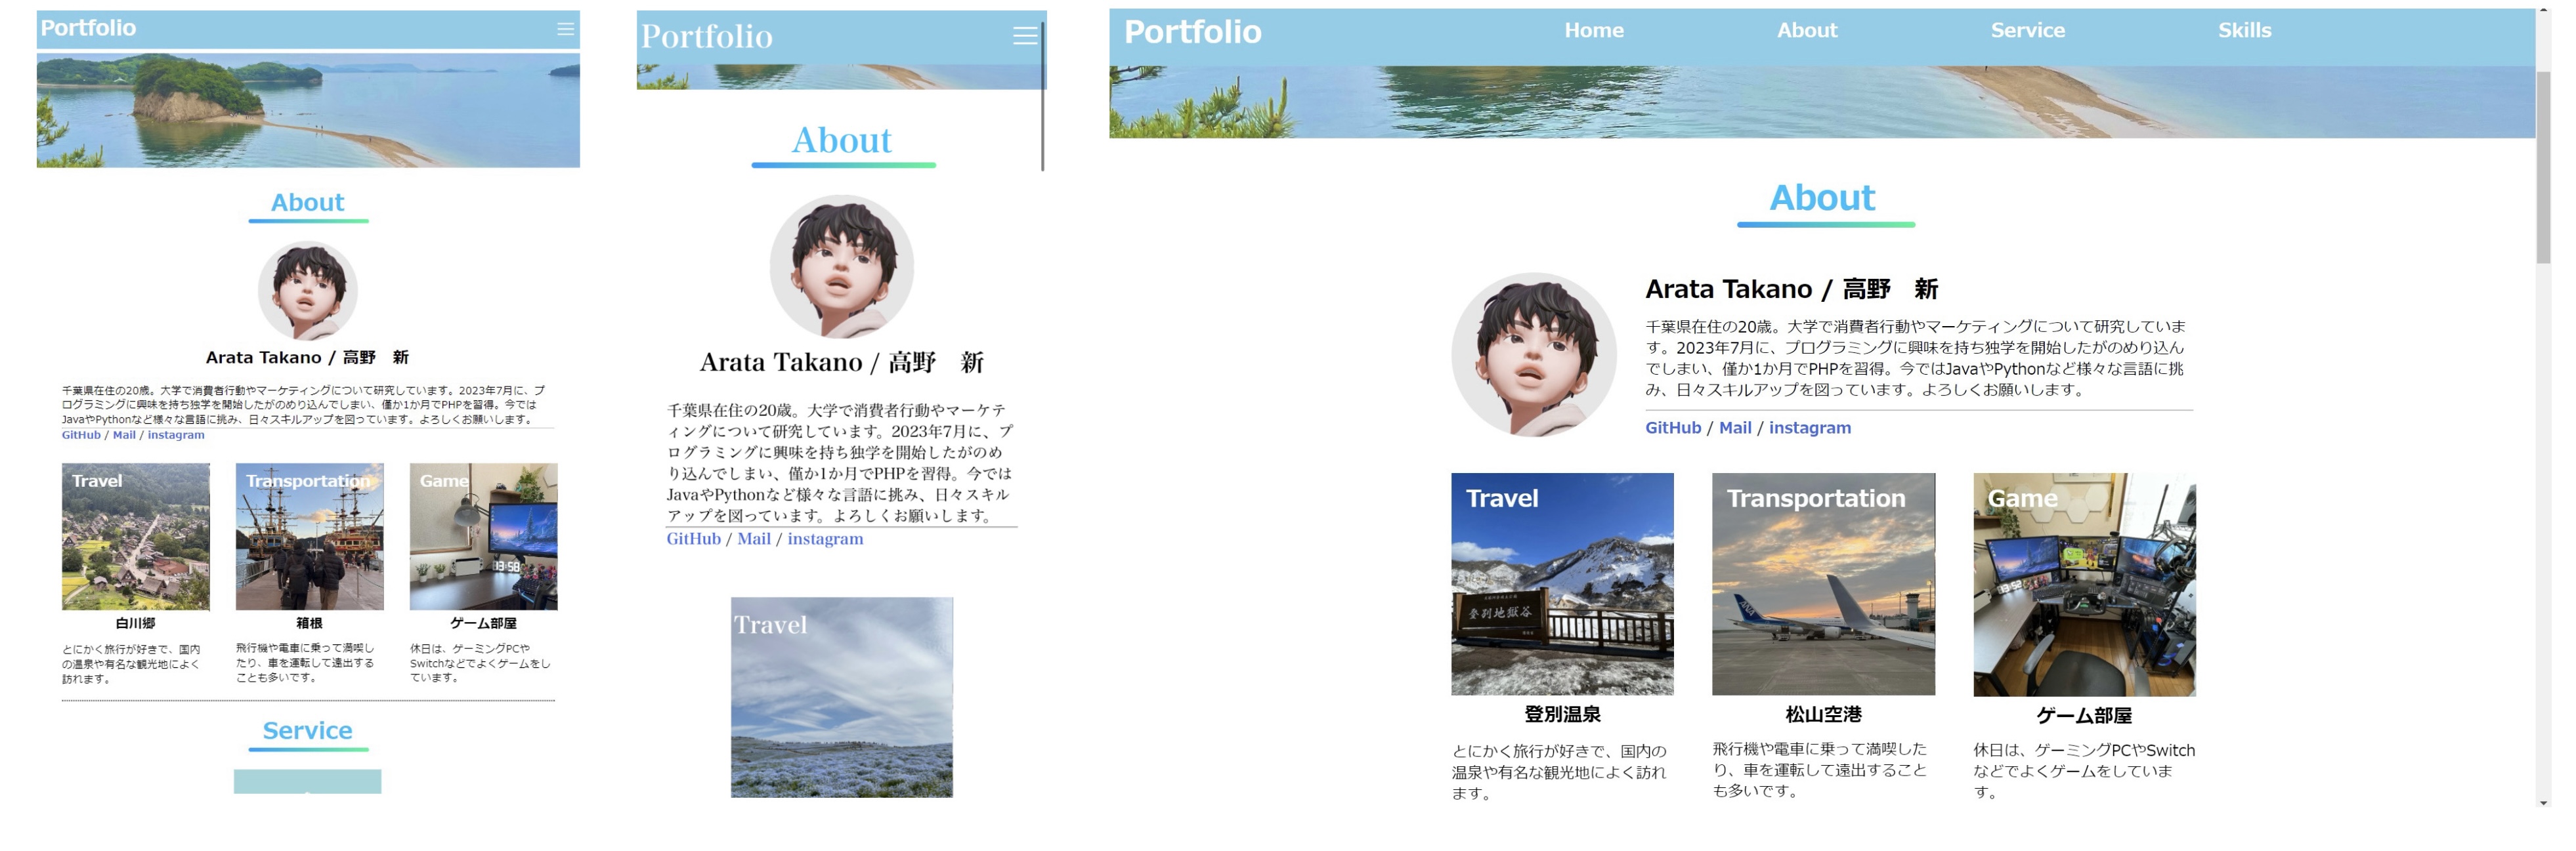 Portfolio
About
Arata Takano / 高野　新
千葉県在住の20歳。大学で消費者行動やマーケティングについて研究しています。2023年7月に、プ
ログラミングに興味を持ち独学を開始したがのめり込んでしまい、僅か1か月でPHPを習得。今では
JavaやPythonなど様々な言語に挑み、日々スキルアップを図っています。よろしくお願いします。
GitHub / Mail / instagram
Travel
Transportation
Game
13:58
白川郷
箱根
ゲーム部屋
とにかく旅行が好きで、国内
の温泉や有名な観光地によく
訪れます。
飛行機や電車に乗って満喫し
たり、車を運転して遠出する
ことも多いです。
休日は、ゲーミングPCや
Switchなどでよくゲームをし
ています。
Service
Portfolio
About
Arata Takano / 高野　新
千葉県在住の20歳。大学で消費者行動やマーケテ
ィングについて研究しています。2023年7月に、プ
ログラミングに興味を持ち独学を開始したがのめ
り込んでしまい、僅か1か月でPHPを習得。今では
JavaやPythonなど様々な言語に挑み、日々スキル
アップを図っています。よろしくお願いします。
GitHub / Mail / instagram
Travel
Portfolio
Home
About
Service
Skills
About
Arata Takano / 高野　新
千葉県在住の20歳。大学で消費者行動やマーケティングについて研究していま
す。2023年7月に、プログラミングに興味を持ち独学を開始したがのめり込ん
でしまい、僅か1か月でPHPを習得。今ではJavaやPythonなど様々な言語に挑
み、日々スキルアップを図っています。よろしくお願いします。
GitHub / Mail / instagram
Travel
登別地獄谷
Transportation
ANA
Game
13:52
登別温泉
松山空港
ゲーム部屋
とにかく旅行が好きで、国内の
温泉や有名な観光地によく訪れ
ます。
飛行機や電車に乗って満喫した
り、車を運転して遠出すること
も多いです。
休日は、ゲーミングPCやSwitch
などでよくゲームをしていま
す。